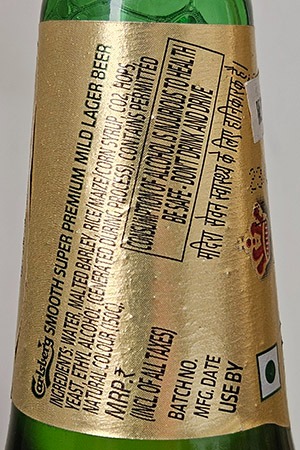 Carlsberg SMOOTH SUPER PREMIUM MILD LAGER BEER
INGREDIENTS: WATER, MALTED BARLEY, RICE, MAIZE / CORN SYRUP, CO2, HOPS,
YEAST, ETHYL ALCOHOL (GENERATED DURING PROCESS). CONTAINS PERMITTED
NATURAL COLOUR (150C)
MRP. ₹
(INCL. OF ALL TAXES)
CONSUMPTION OF ALCOHOL IS INJURIOUS TO HEALTH
BE SAFE - DON'T DRINK AND DRIVE
मदिरा सेवन स्वास्थ्य के लिए हानिकारक है।
BATCH NO.
MFG. DATE
USE BY